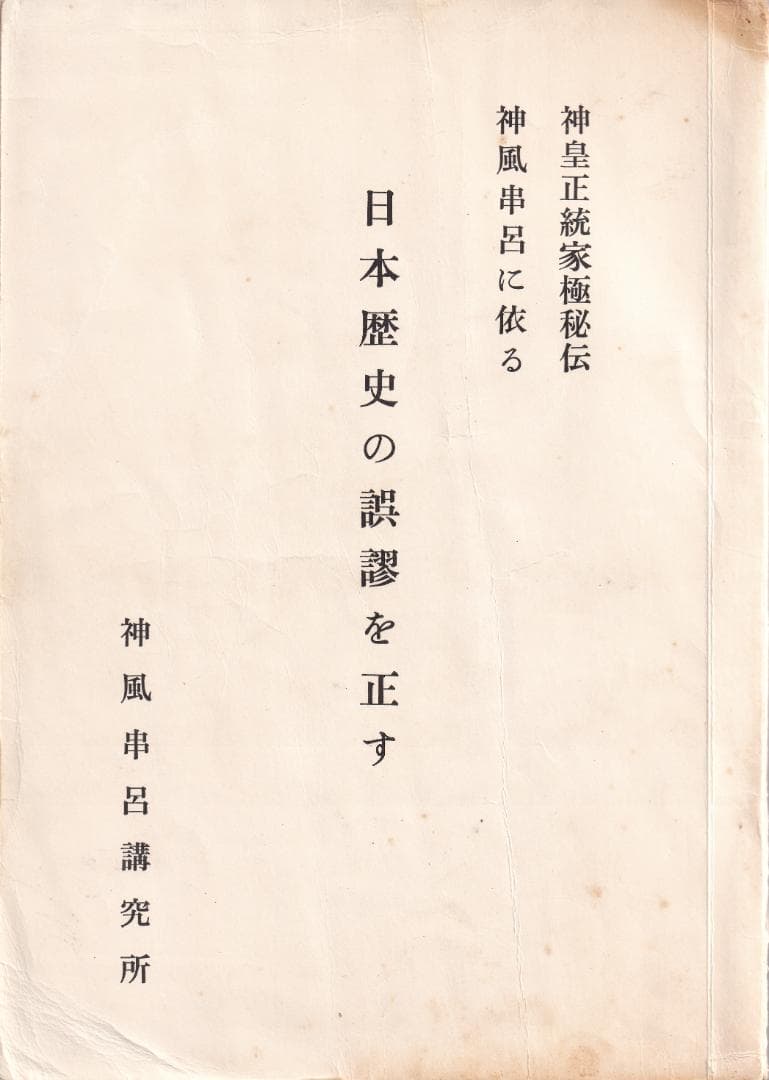 神皇正統家極秘伝
神風串呂に依る
日本歴史の誤謬を正す
神風串呂講究所